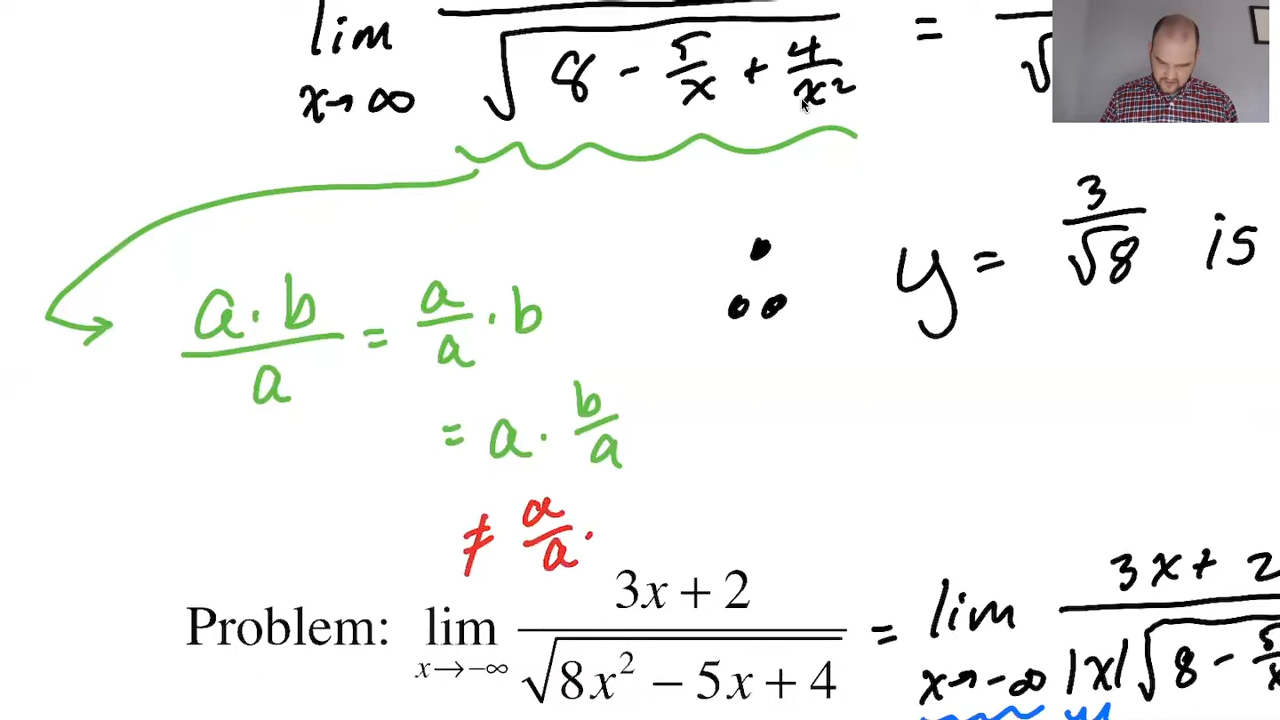 lim x→∞ √(8 - 5/x + 4/x²) =  √
∴ y = 3/√8 is
a·b/a = a/a · b
= a · b/a
≠ a/a ·
Problem: lim x→-∞ (3x + 2)/√(8x² - 5x + 4) = lim x→-∞ 3x + 2 / |x|√8 - 5/x